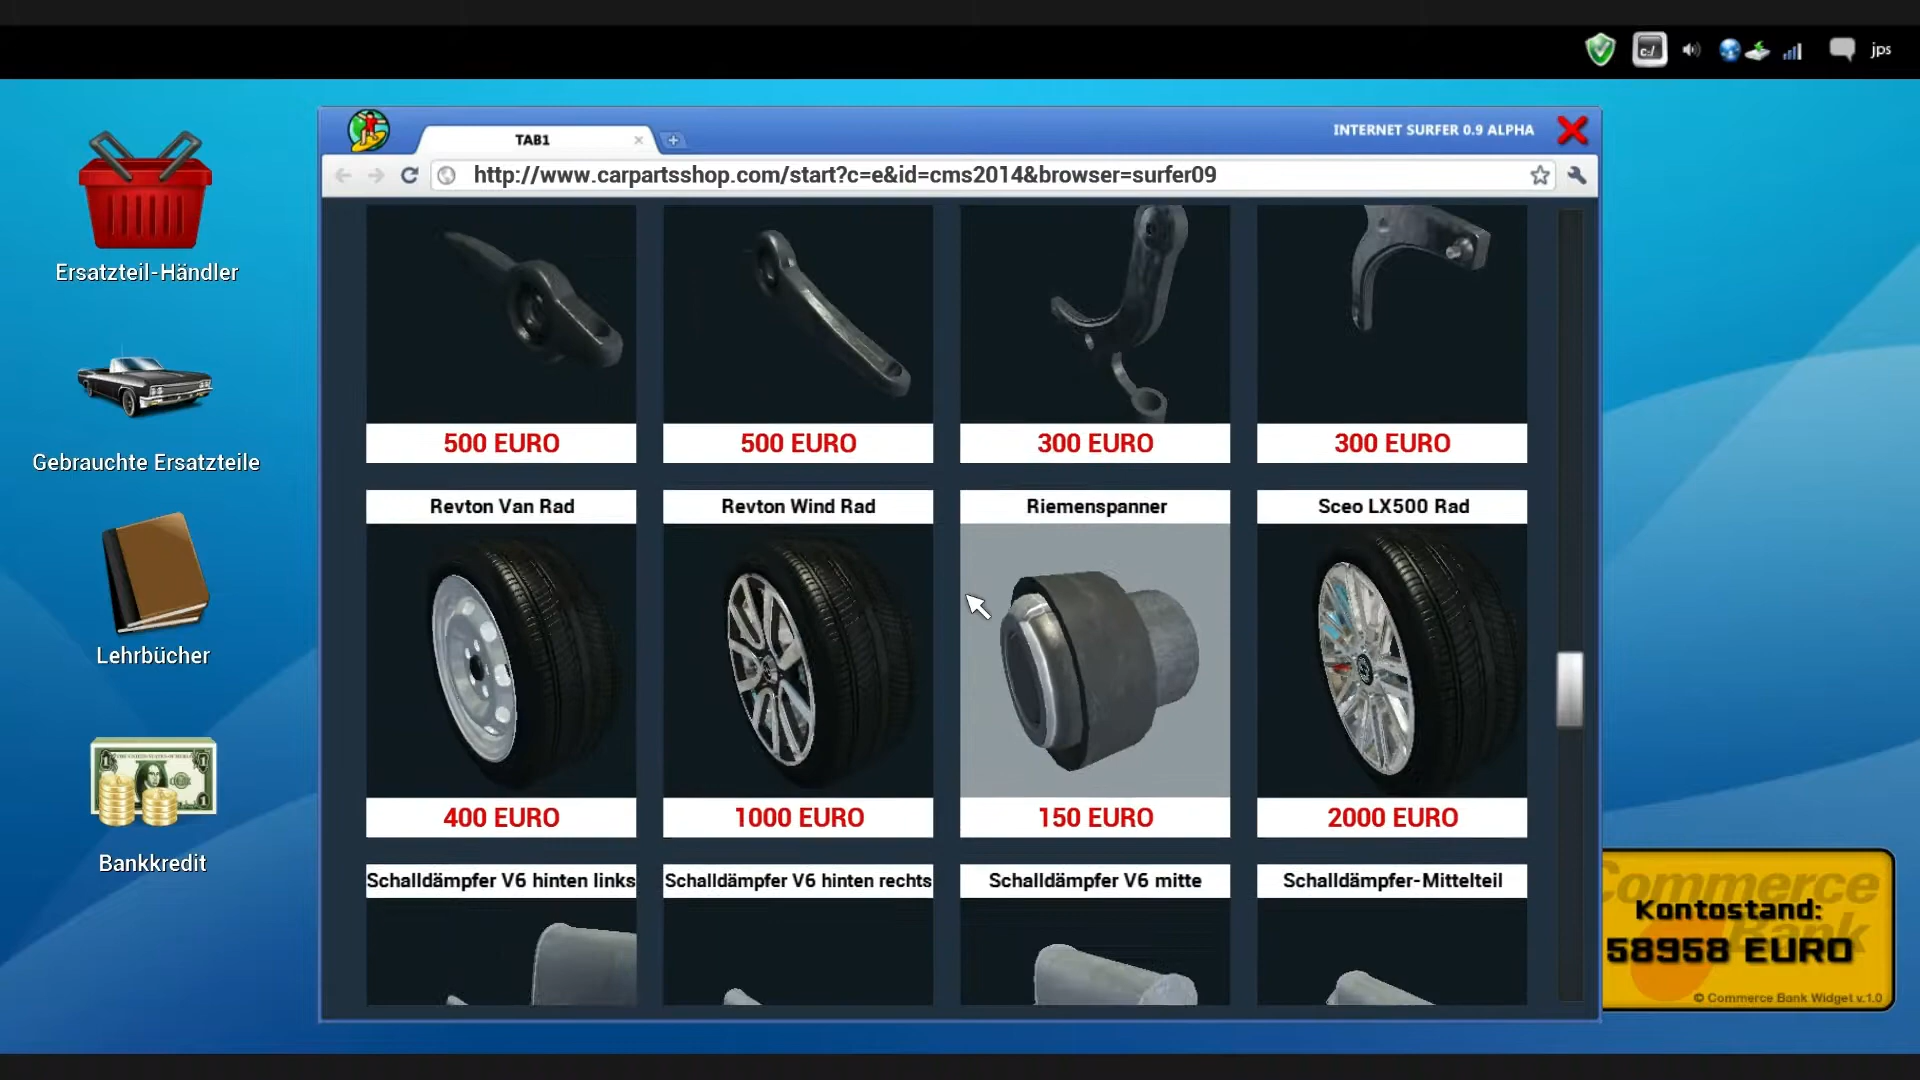 jps
TAB1
INTERNET SURFER 0.9 ALPHA
http://www.carpartsshop.com/start?c=e&id=cms2014&browser=surfer09
Ersatzteil-Händler
Gebrauchte Ersatzteile
Lehrbücher
Bankkredit
500 EURO
500 EURO
300 EURO
300 EURO
Revton Van Rad
Revton Wind Rad
Riemenspanner
Sceo LX500 Rad
400 EURO
1000 EURO
150 EURO
2000 EURO
Schalldämpfer V6 hinten links
Schalldämpfer V6 hinten rechts
Schalldämpfer V6 mitte
Schalldämpfer-Mittelteil
Commerce
Bank
Kontostand:
58958 EURO
© Commerce Bank Widget v.1.0